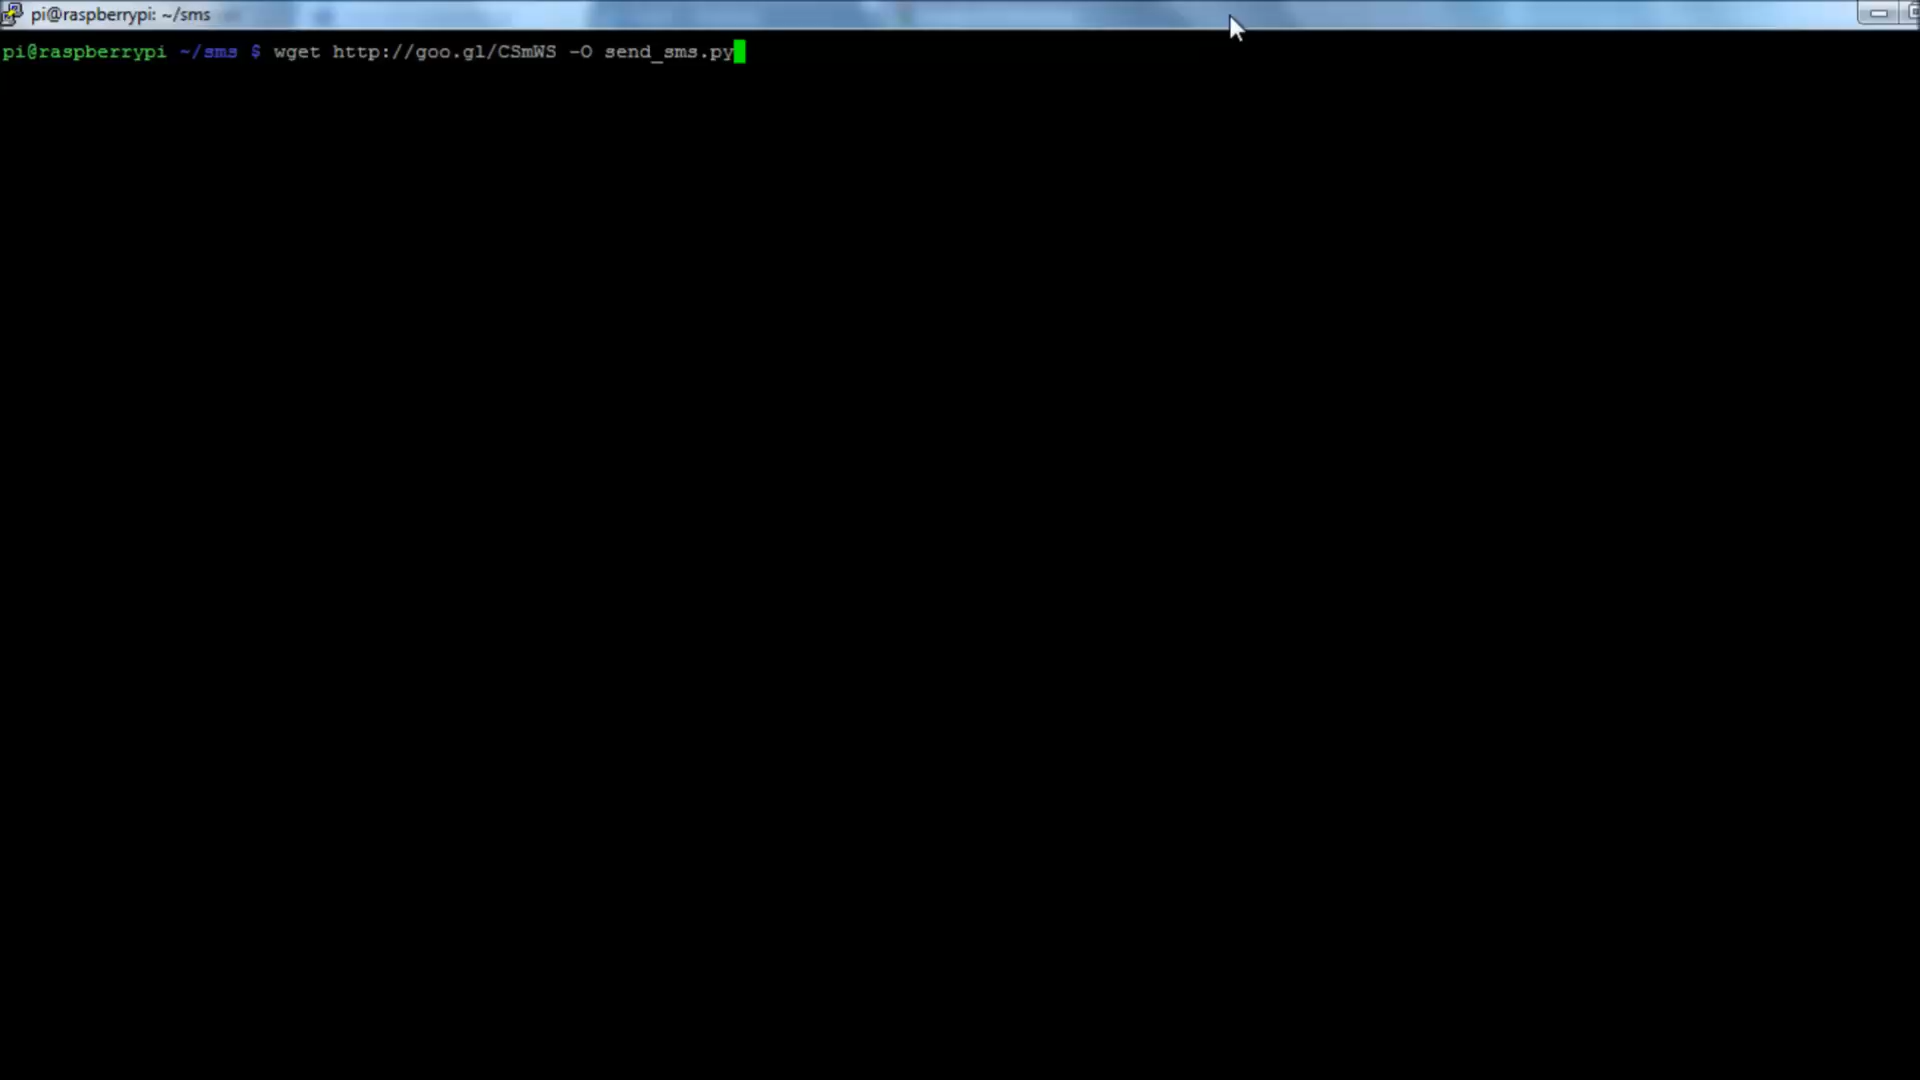 pi@raspberrypi: ~/sms
pi@raspberrypi ~/sms $ wget http://goo.gl/CSmWS -O send_sms.py